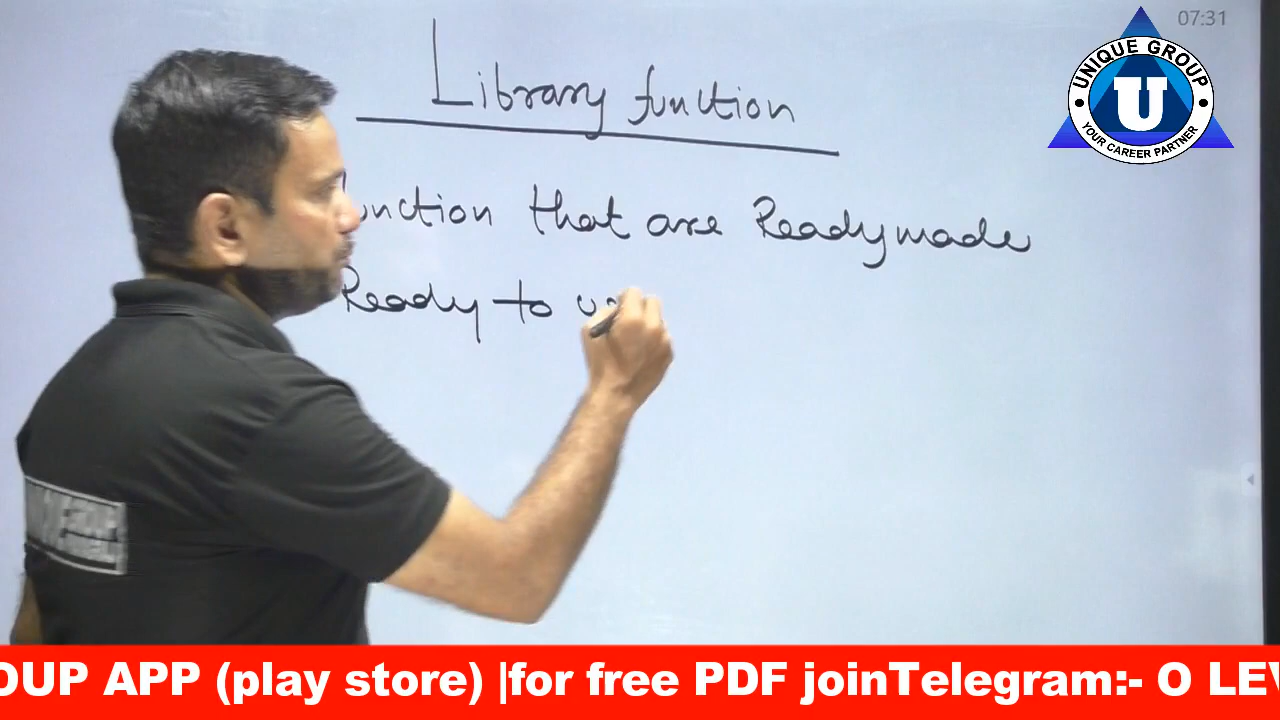 07:31
UNIQUE GROUP
U
YOUR CAREER PARTNER
Library function
unction that are Readymade
Ready to us
OUP APP (play store) |for free PDF joinTelegram:- O LEV